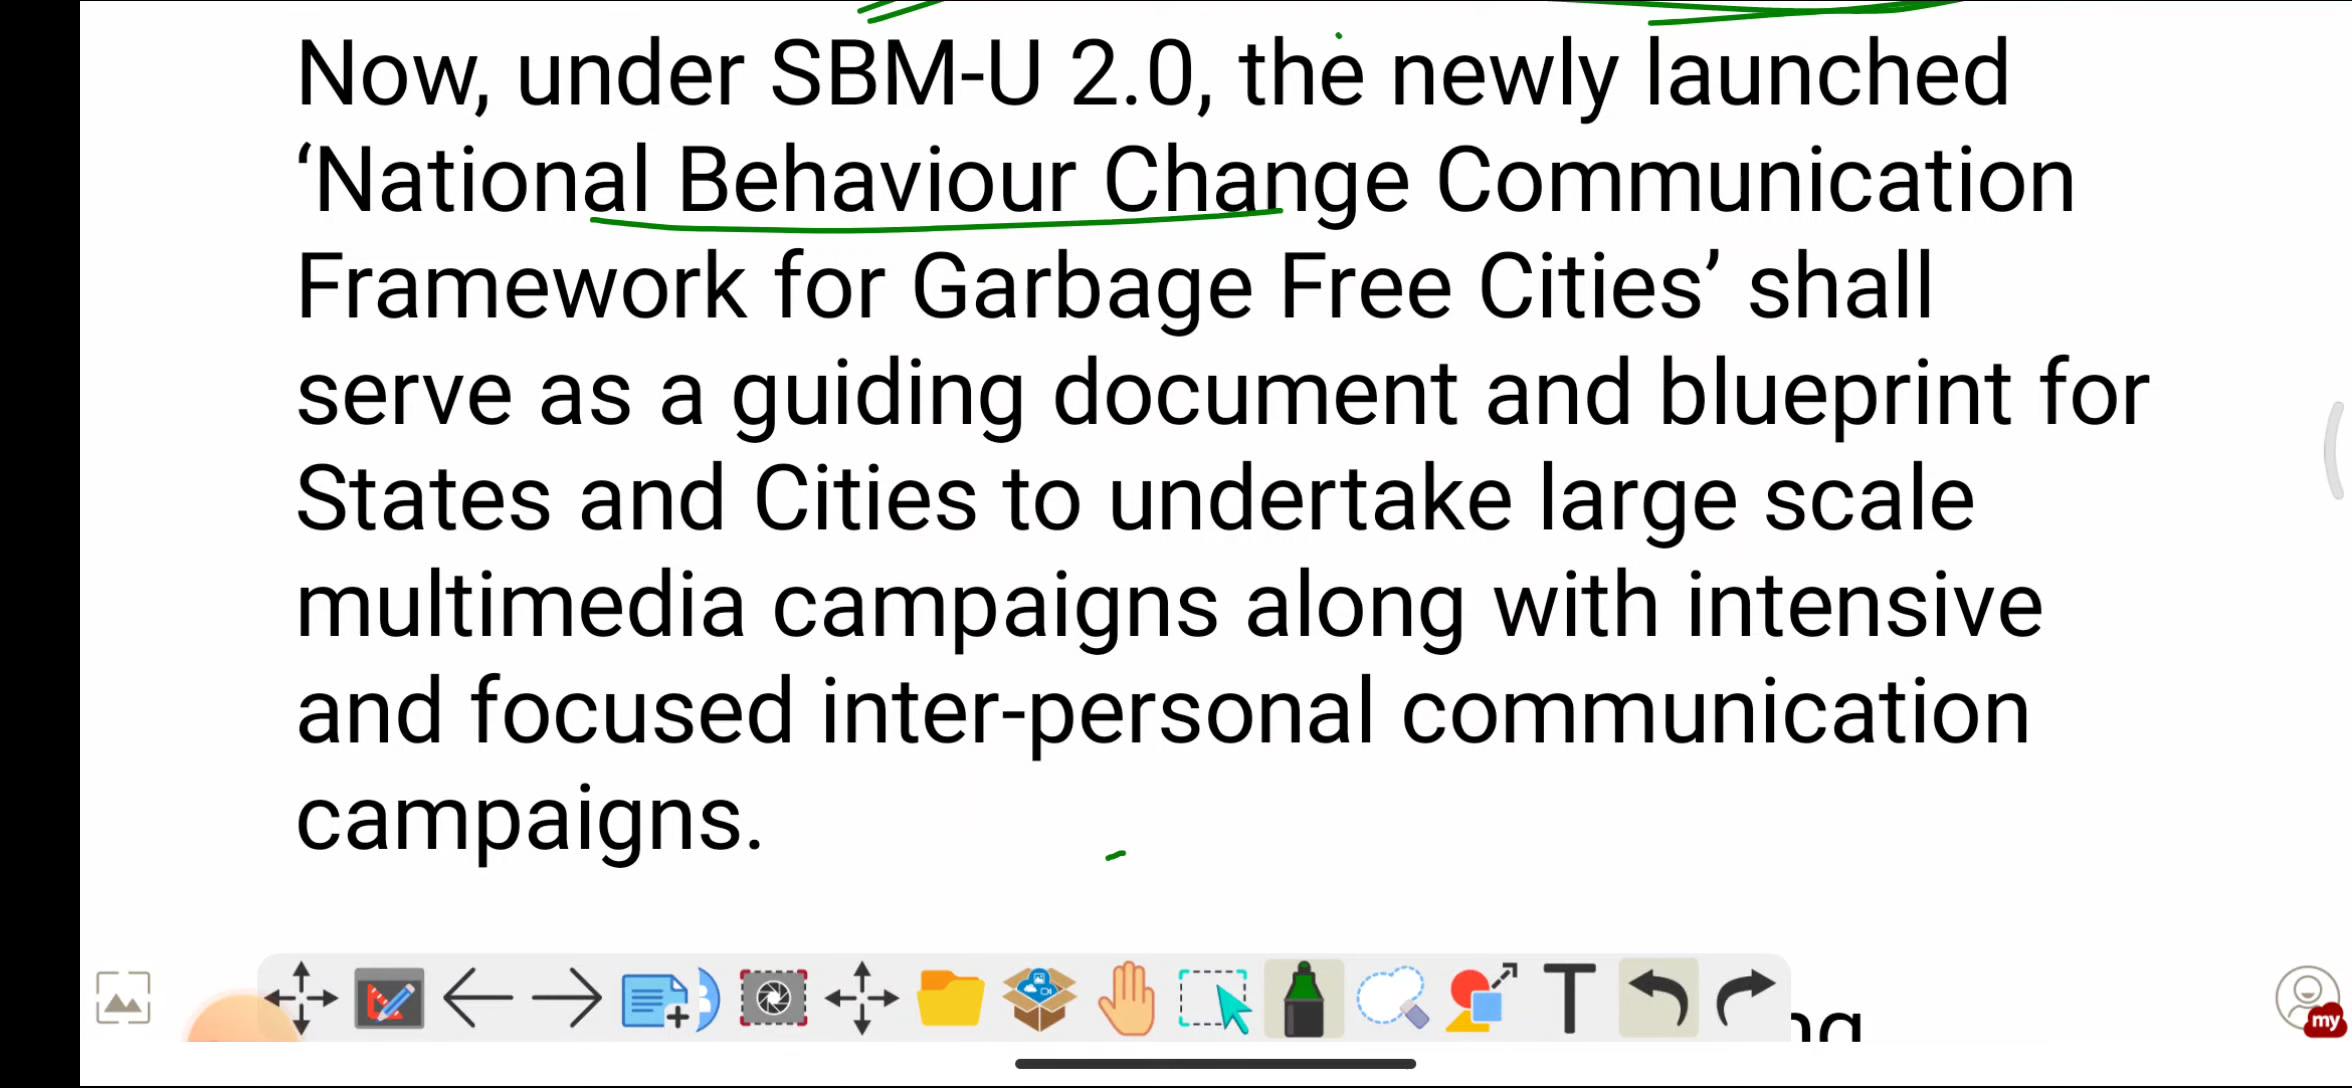 Now, under SBM-U 2.0, the newly launched
‘National Behaviour Change Communication
Framework for Garbage Free Cities’ shall
serve as a guiding document and blueprint for
States and Cities to undertake large scale
multimedia campaigns along with intensive
and focused inter-personal communication
campaigns.
T
my